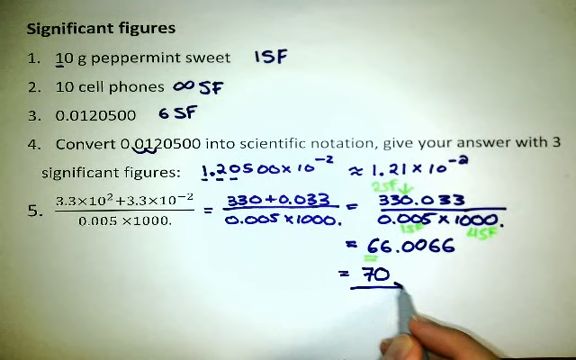 Significant figures
1. 10 g peppermint sweet 1SF
2. 10 cell phones ∞ SF
3. 0.0120500 6 SF
4. Convert 0.0120500 into scientific notation, give your answer with 3
significant figures: 1.20500×10⁻² ≈ 1.21×10⁻²
2SF
5. (3.3×10²+3.3×10⁻²)/(0.005 ×1000.) = (330+0.033)/(0.005×1000.) = (330.033)/(0.005×1000.)
1SF 4SF
= 66.0066
= 70